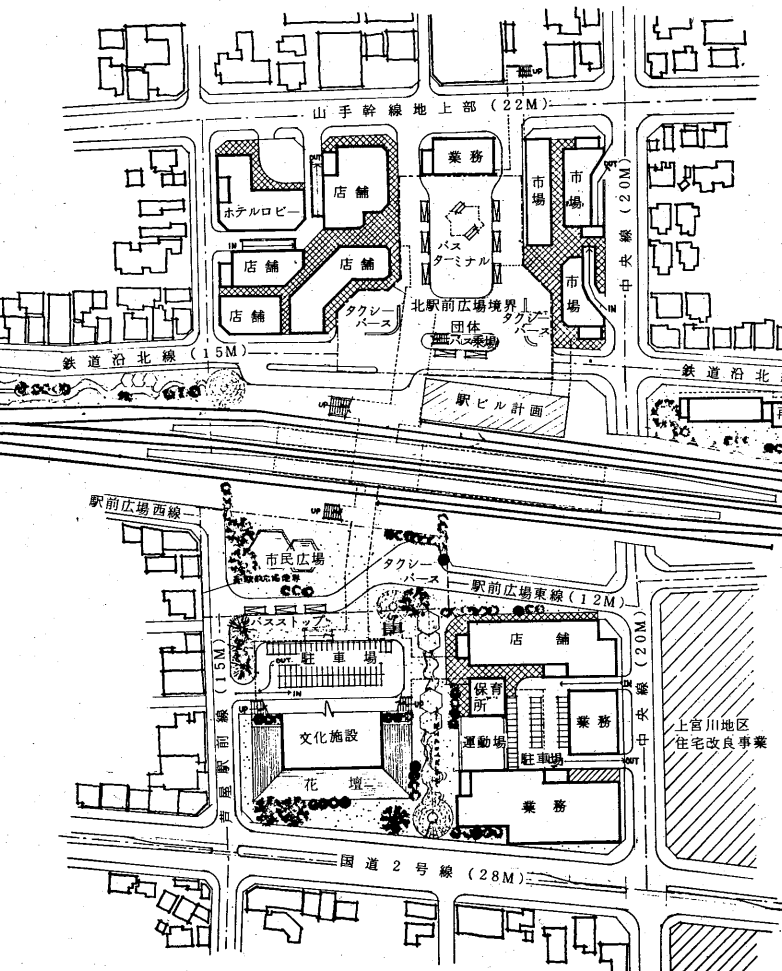 UP
山手幹線地上部(22M)
OUT
業務
店舗
市場
市場
OUT
ホテルロビー
中央線(20M)
IN
バス
ターミナル
店舗
店舗
市場
IN
店舗
北駅前広場境界
タクシー
バース
団体
バス乗場
タクシー
バース
鉄道沿北線(15M)
鉄道沿北
駅ビル計画
UP
駅前広場西線
UP
市民広場
タクシー
バース
駅前広場東線(12M)
バスストップ
店舗
駐車場
OUT
IN
保育
所
IN
UP
UP
業務
文化施設
運動場
駐車場
OUT
中央線(20M)
上宮川地区
住宅改良事業
花壇
業務
芦屋駅前線(15M)
国道2号線(28M)